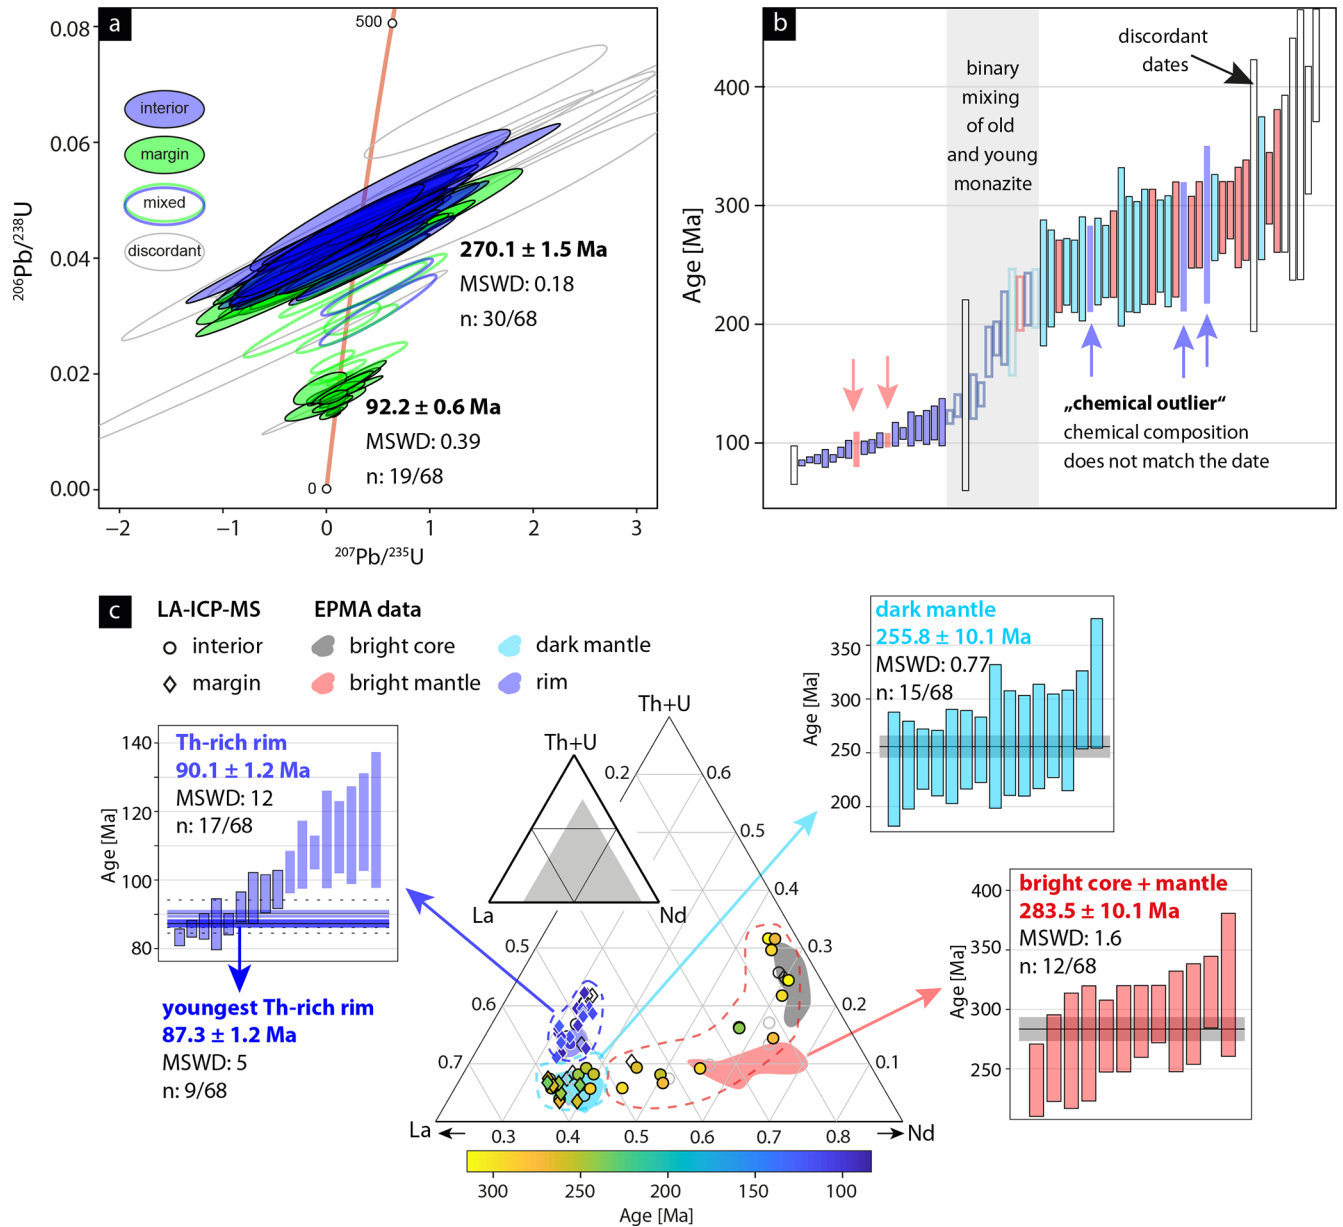 a
0.08
0.06
0.04
0.02
0.00
²⁰⁶Pb/²³⁸U
−2
−1
0
1
2
3
²⁰⁷Pb/²³⁵U
500
0
interior
margin
mixed
discordant
270.1 ± 1.5 Ma
MSWD: 0.18
n: 30/68
92.2 ± 0.6 Ma
MSWD: 0.39
n: 19/68
b
400
300
200
100
Age [Ma]
binary
mixing
of old
and young
monazite
discordant
dates
„chemical outlier“
chemical composition
does not match the date
c
LA-ICP-MS
interior
margin
EPMA data
bright core
dark mantle
bright mantle
rim
140
120
100
80
Age [Ma]
Th-rich rim
90.1 ± 1.2 Ma
MSWD: 12
n: 17/68
youngest Th-rich rim
87.3 ± 1.2 Ma
MSWD: 5
n: 9/68
Th+U
La
Nd
Th+U
0.2
0.6
0.5
0.4
0.5
0.3
0.6
0.2
0.7
0.1
La
0.3
0.4
0.5
0.6
0.7
0.8
Nd
300
250
200
150
100
Age [Ma]
dark mantle
255.8 ± 10.1 Ma
MSWD: 0.77
n: 15/68
350
300
250
200
Age [Ma]
bright core + mantle
283.5 ± 10.1 Ma
MSWD: 1.6
n: 12/68
400
350
300
250
Age [Ma]